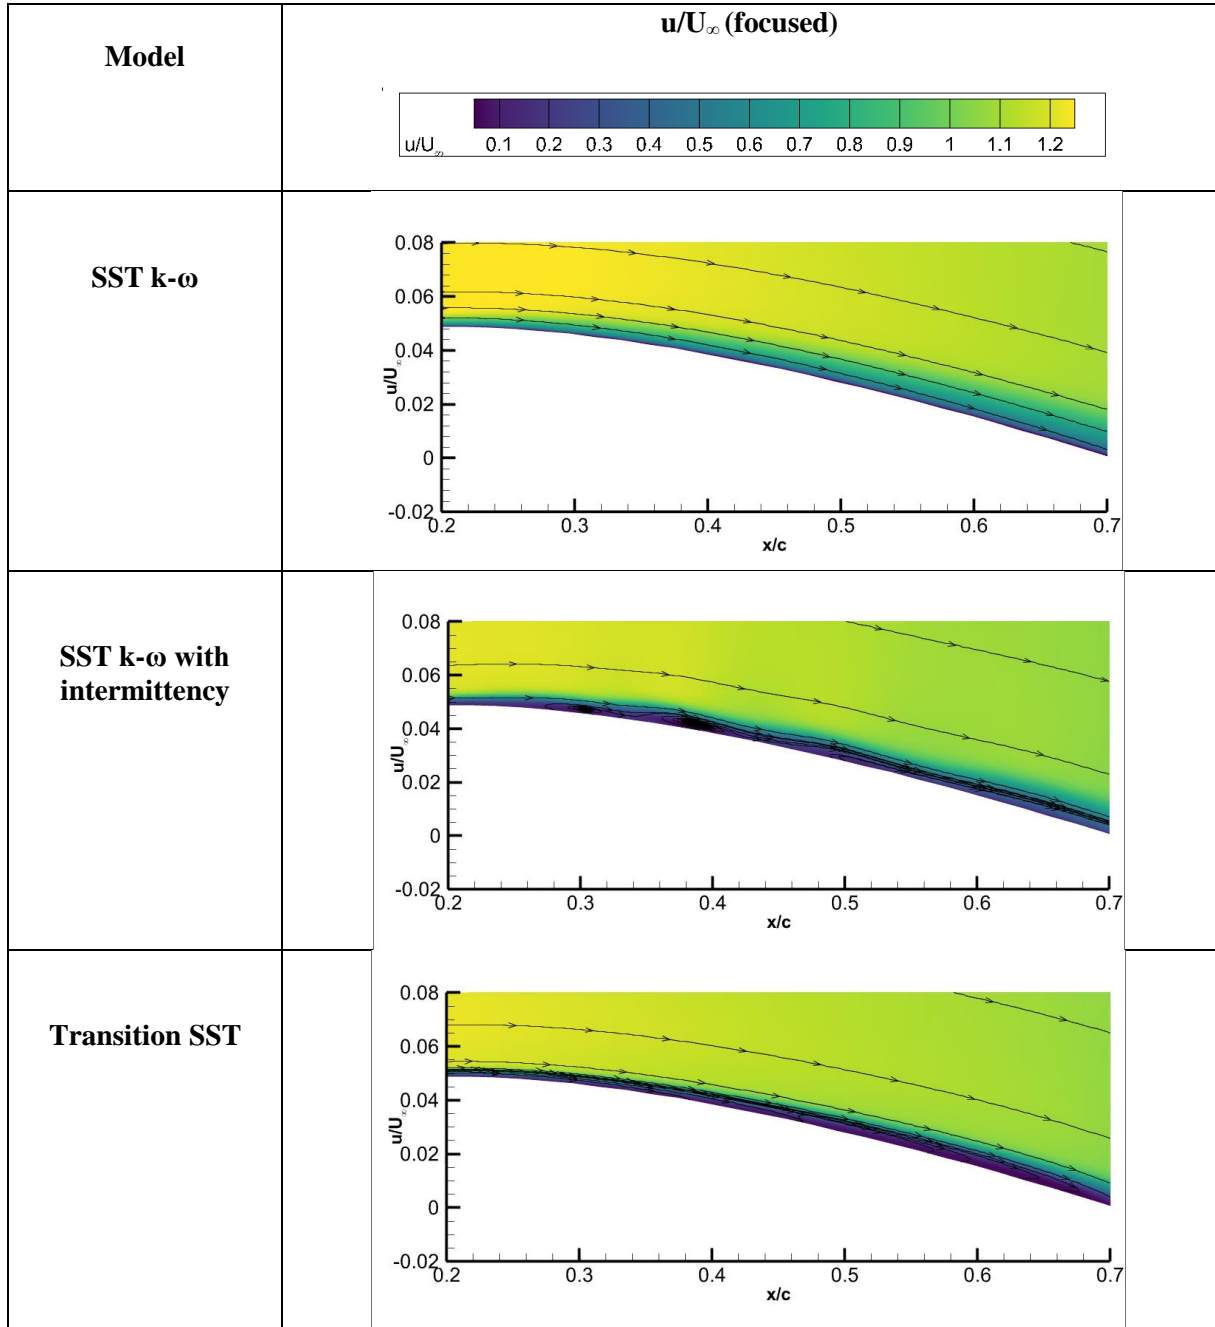 Model
u/U∞ (focused)
u/U∞ 0.1 0.2 0.3 0.4 0.5 0.6 0.7 0.8 0.9 1 1.1 1.2
SST k-ω
u/U∞
0.08
0.06
0.04
0.02
0
-0.02
0.2 0.3 0.4 0.5 0.6 0.7
x/c
SST k-ω with
intermittency
u/U∞
0.08
0.06
0.04
0.02
0
-0.02
0.2 0.3 0.4 0.5 0.6 0.7
x/c
Transition SST
u/U∞
0.08
0.06
0.04
0.02
0
-0.02
0.2 0.3 0.4 0.5 0.6 0.7
x/c